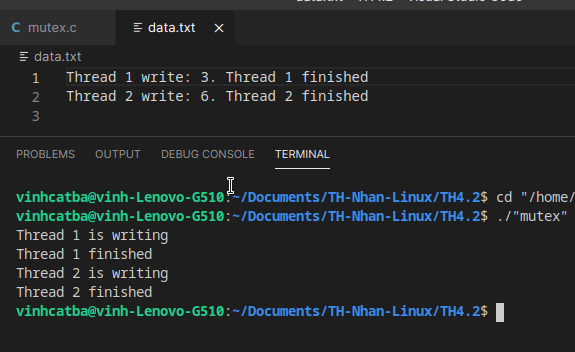 C mutex.c data.txt ×
data.txt
1 Thread 1 write: 3. Thread 1 finished
2 Thread 2 write: 6. Thread 2 finished
3
PROBLEMS OUTPUT DEBUG CONSOLE TERMINAL
vinhcatba@vinh-Lenovo-G510:~/Documents/TH-Nhan-Linux/TH4.2$ cd "/home/
vinhcatba@vinh-Lenovo-G510:~/Documents/TH-Nhan-Linux/TH4.2$ ./"mutex"
Thread 1 is writing
Thread 1 finished
Thread 2 is writing
Thread 2 finished
vinhcatba@vinh-Lenovo-G510:~/Documents/TH-Nhan-Linux/TH4.2$